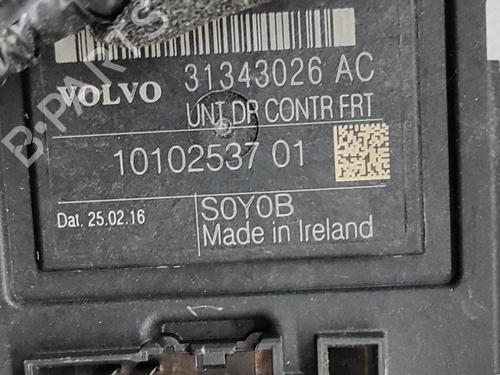 VOLVO 31343026 AC
UNT DR CONTR FRT
10102537 01
Dat. 25.02.16 S0Y0B
Made in Ireland
B-PARTS